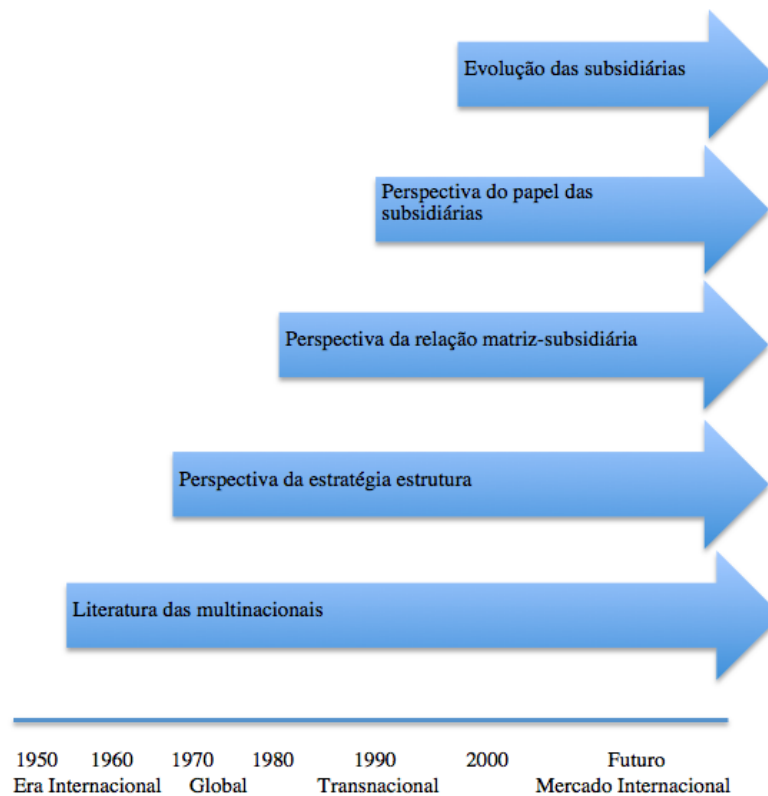 Evolução das subsidiárias
Perspectiva do papel das
subsidiárias
Perspectiva da relação matriz-subsidiária
Perspectiva da estratégia estrutura
Literatura das multinacionais
1950 1960 1970 1980 1990 2000 Futuro
Era Internacional Global Transnacional Mercado Internacional